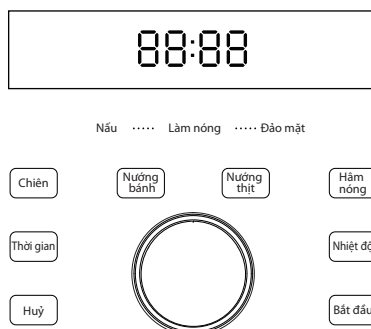 88:88
Nấu ..... Làm nóng ..... Đảo mặt
Chiên
Nướng
bánh
Nướng
thịt
Hâm
nóng
Thời gian
Nhiệt độ
Huỷ
Bắt đầu